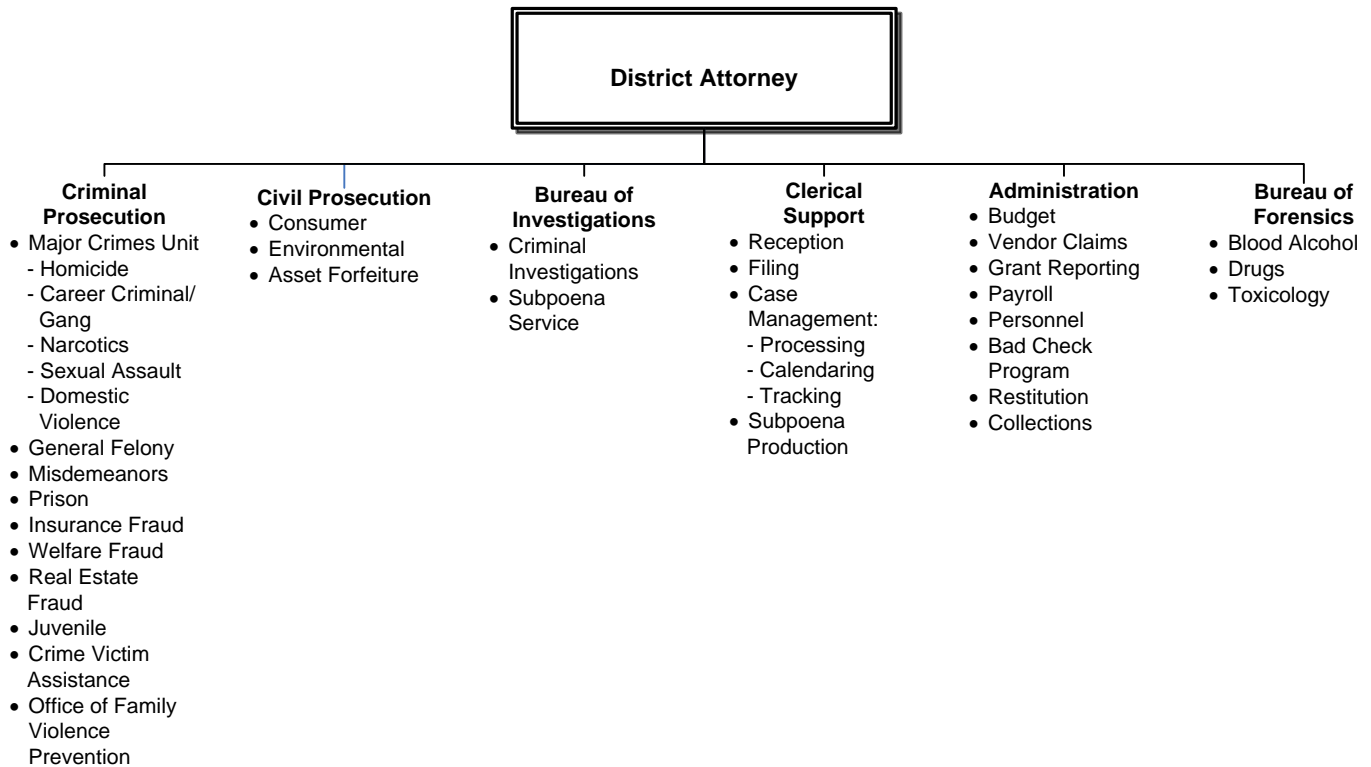 District Attorney
Criminal
Prosecution
• Major Crimes Unit
- Homicide
- Career Criminal/
Gang
- Narcotics
- Sexual Assault
- Domestic
Violence
• General Felony
• Misdemeanors
• Prison
• Insurance Fraud
• Welfare Fraud
• Real Estate
Fraud
• Juvenile
• Crime Victim
Assistance
• Office of Family
Violence
Prevention
Civil Prosecution
• Consumer
• Environmental
• Asset Forfeiture
Bureau of
Investigations
• Criminal
Investigations
• Subpoena
Service
Clerical
Support
• Reception
• Filing
• Case
Management:
- Processing
- Calendaring
- Tracking
• Subpoena
Production
Administration
• Budget
• Vendor Claims
• Grant Reporting
• Payroll
• Personnel
• Bad Check
Program
• Restitution
• Collections
Bureau of
Forensics
• Blood Alcohol
• Drugs
• Toxicology